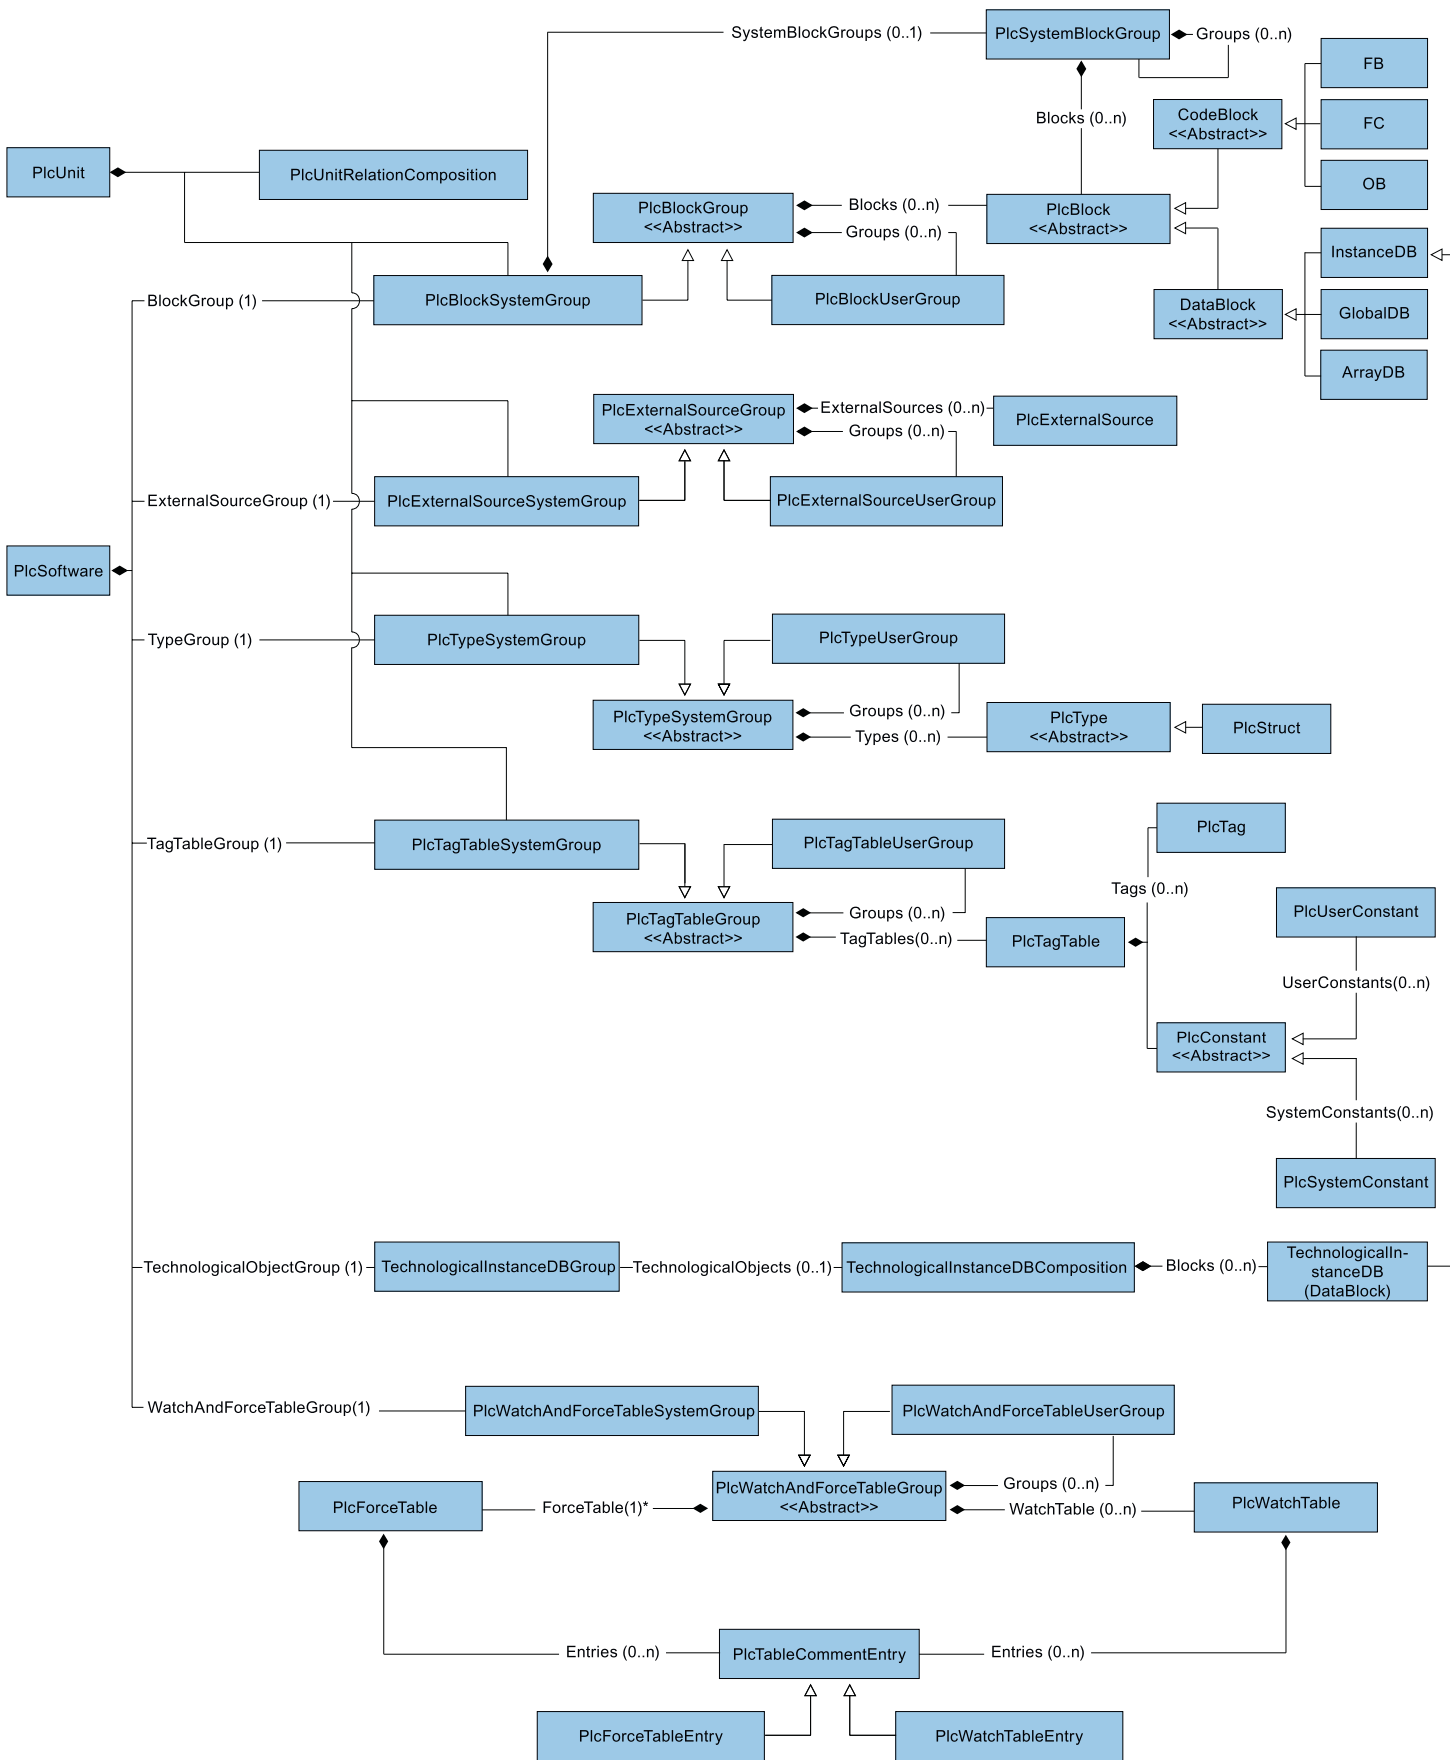 SystemBlockGroups (0..1)
PlcSystemBlockGroup
Groups (0..n)
FB
Blocks (0..n)
CodeBlock
<<Abstract>>
FC
PlcUnit
PlcUnitRelationComposition
OB
PlcBlockGroup
<<Abstract>>
Blocks (0..n)
PlcBlock
<<Abstract>>
Groups (0..n)
InstanceDB
BlockGroup (1)
PlcBlockSystemGroup
PlcBlockUserGroup
DataBlock
<<Abstract>>
GlobalDB
ArrayDB
PlcExternalSourceGroup
<<Abstract>>
ExternalSources (0..n)
PlcExternalSource
Groups (0..n)
ExternalSourceGroup (1)
PlcExternalSourceSystemGroup
PlcExternalSourceUserGroup
PlcSoftware
TypeGroup (1)
PlcTypeSystemGroup
PlcTypeUserGroup
PlcTypeSystemGroup
<<Abstract>>
Groups (0..n)
Types (0..n)
PlcType
<<Abstract>>
PlcStruct
TagTableGroup (1)
PlcTagTableSystemGroup
PlcTagTableUserGroup
PlcTag
Tags (0..n)
PlcTagTableGroup
<<Abstract>>
Groups (0..n)
TagTables(0..n)
PlcTagTable
PlcUserConstant
UserConstants(0..n)
PlcConstant
<<Abstract>>
SystemConstants(0..n)
PlcSystemConstant
TechnologicalObjectGroup (1)
TechnologicalInstanceDBGroup
TechnologicalObjects (0..1)
TechnologicalInstanceDBComposition
Blocks (0..n)
TechnologicalIn-
stanceDB
(DataBlock)
WatchAndForceTableGroup(1)
PlcWatchAndForceTableSystemGroup
PlcWatchAndForceTableUserGroup
PlcForceTable
ForceTable(1)*
PlcWatchAndForceTableGroup
<<Abstract>>
Groups (0..n)
WatchTable (0..n)
PlcWatchTable
Entries (0..n)
PlcTableCommentEntry
Entries (0..n)
PlcForceTableEntry
PlcWatchTableEntry